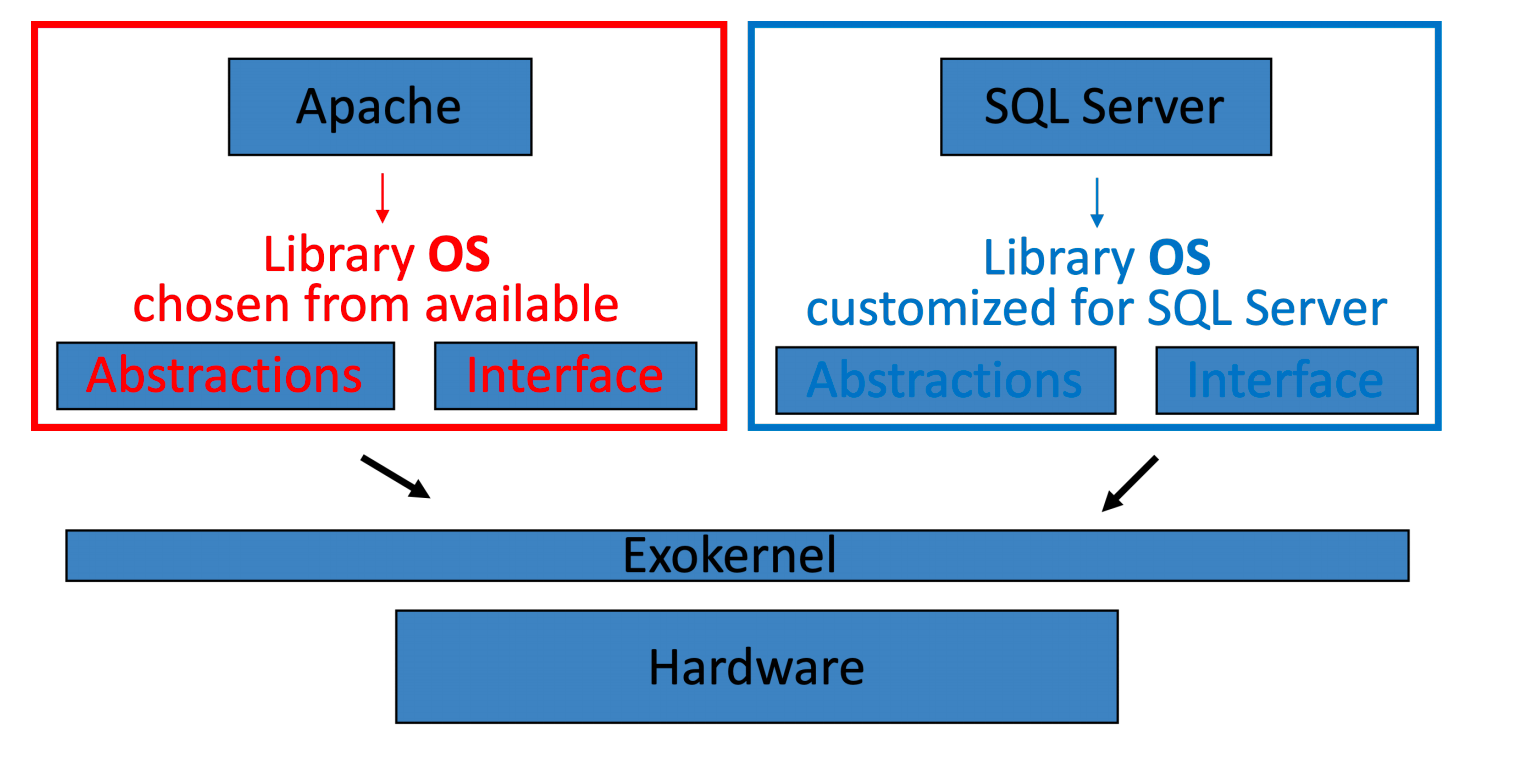 Apache
Library OS
chosen from available
Abstractions
Interface
SQL Server
Library OS
customized for SQL Server
Abstractions
Interface
Exokernel
Hardware